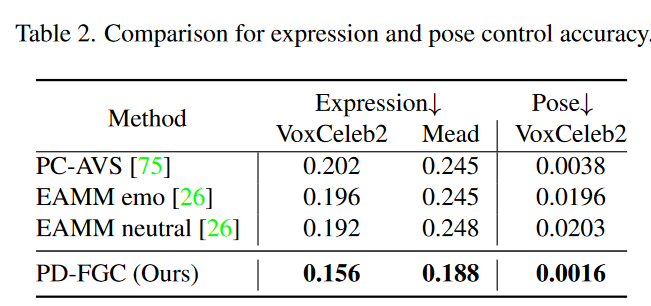 Table 2. Comparison for expression and pose control accuracy.
Method Expression↓ Pose↓
VoxCeleb2 Mead VoxCeleb2
PC-AVS [75] 0.202 0.245 0.0038
EAMM emo [26] 0.196 0.245 0.0196
EAMM neutral [26] 0.192 0.248 0.0203
PD-FGC (Ours) 0.156 0.188 0.0016